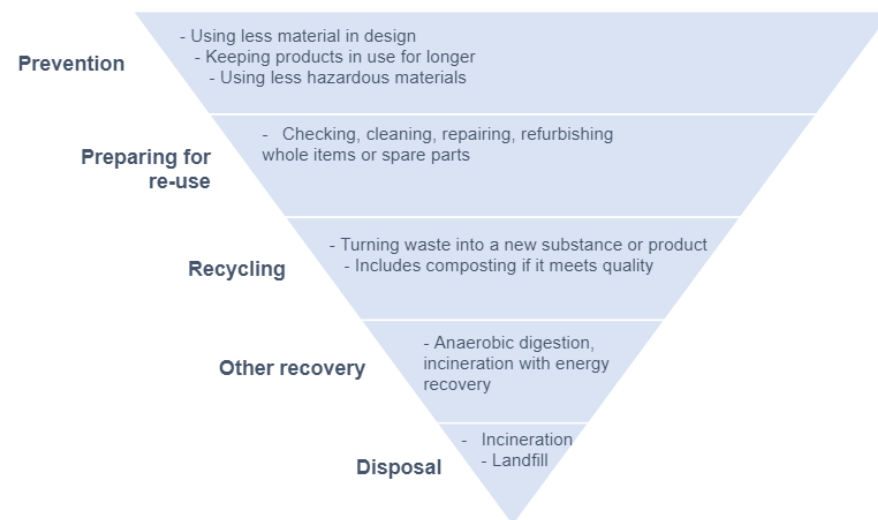 Prevention
- Using less material in design
- Keeping products in use for longer
- Using less hazardous materials
Preparing for
re-use
- Checking, cleaning, repairing, refurbishing
whole items or spare parts
Recycling
- Turning waste into a new substance or product
- Includes composting if it meets quality
Other recovery
- Anaerobic digestion,
incineration with energy
recovery
Disposal
- Incineration
- Landfill